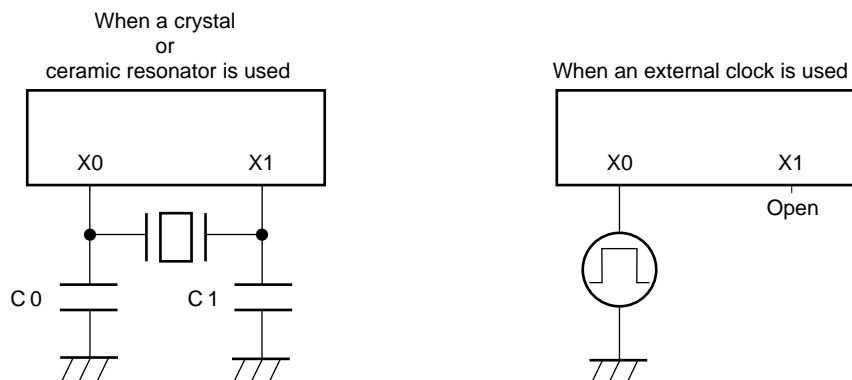 When a crystal
or
ceramic resonator is used
X0 X1
C 0 C 1
When an external clock is used
X0 X1
Open